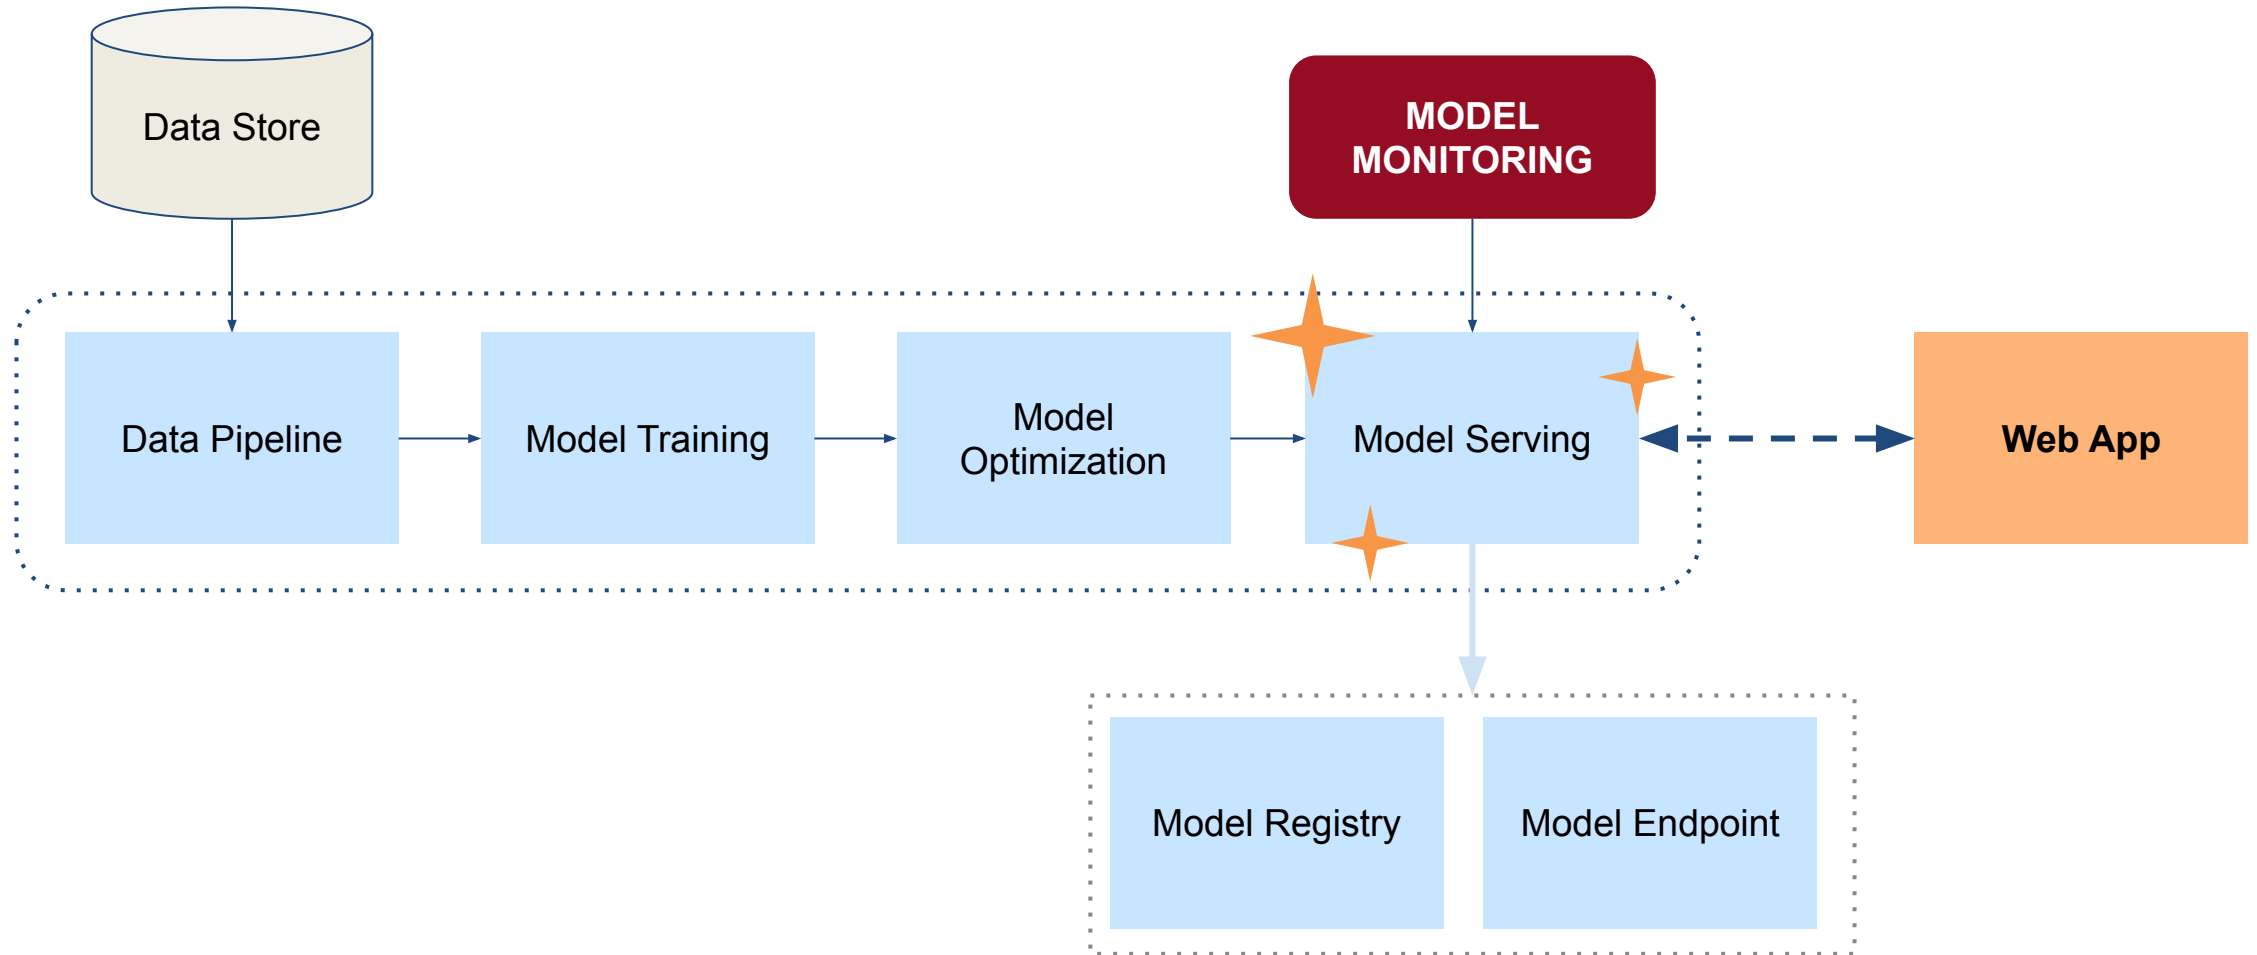 Data Store
MODEL
MONITORING
Data Pipeline
Model Training
Model
Optimization
Model Serving
Web App
Model Registry
Model Endpoint